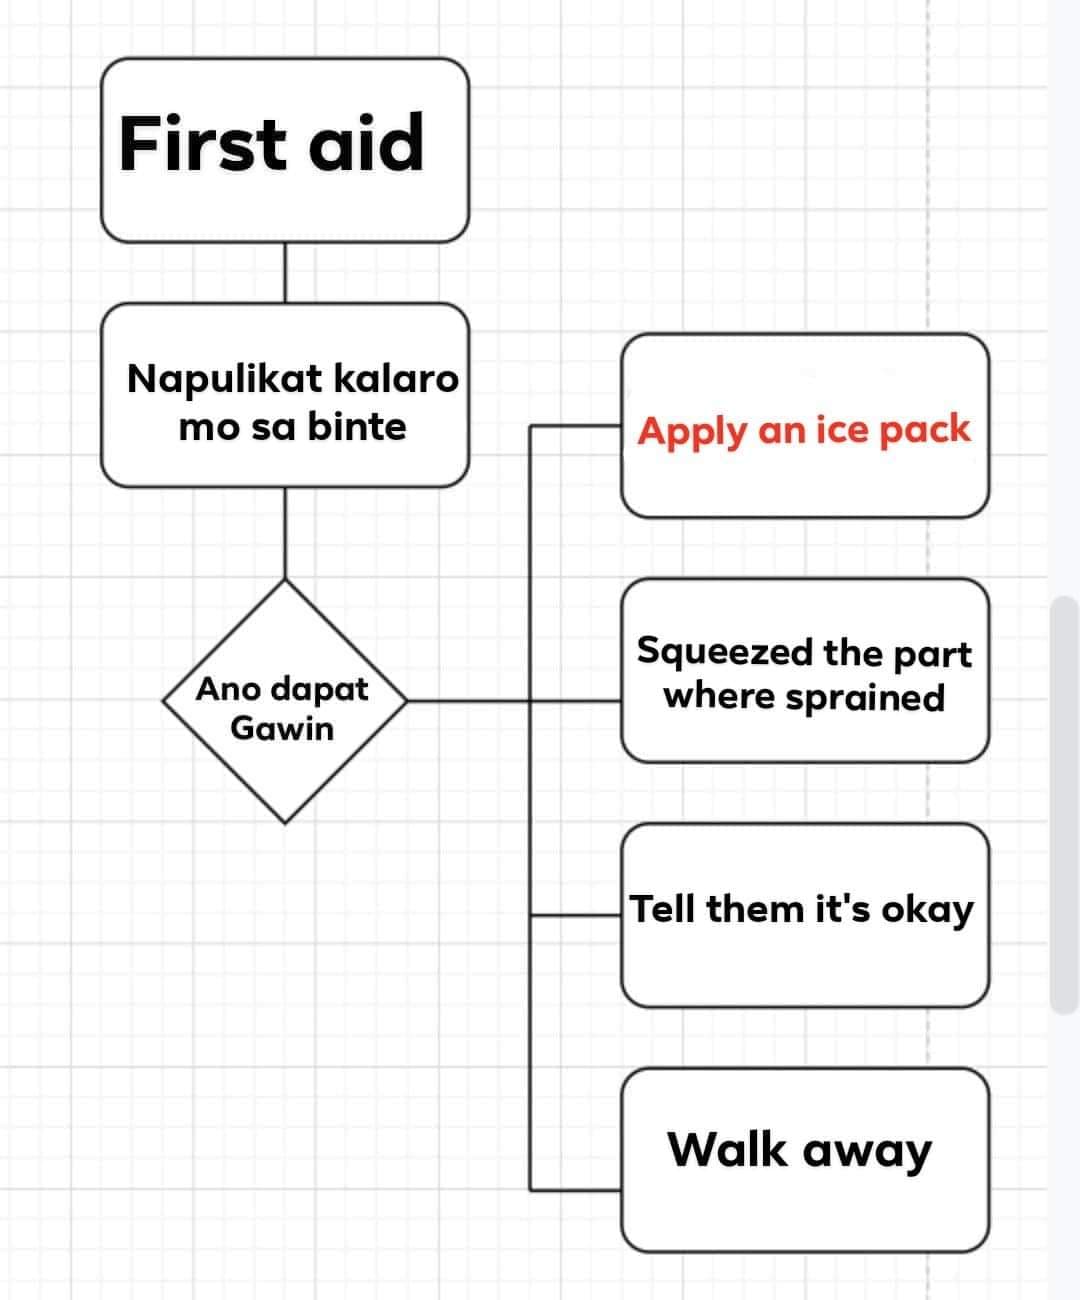 First aid
Napulikat kalaro
mo sa binte
Ano dapat
Gawin
Apply an ice pack
Squeezed the part
where sprained
Tell them it's okay
Walk away